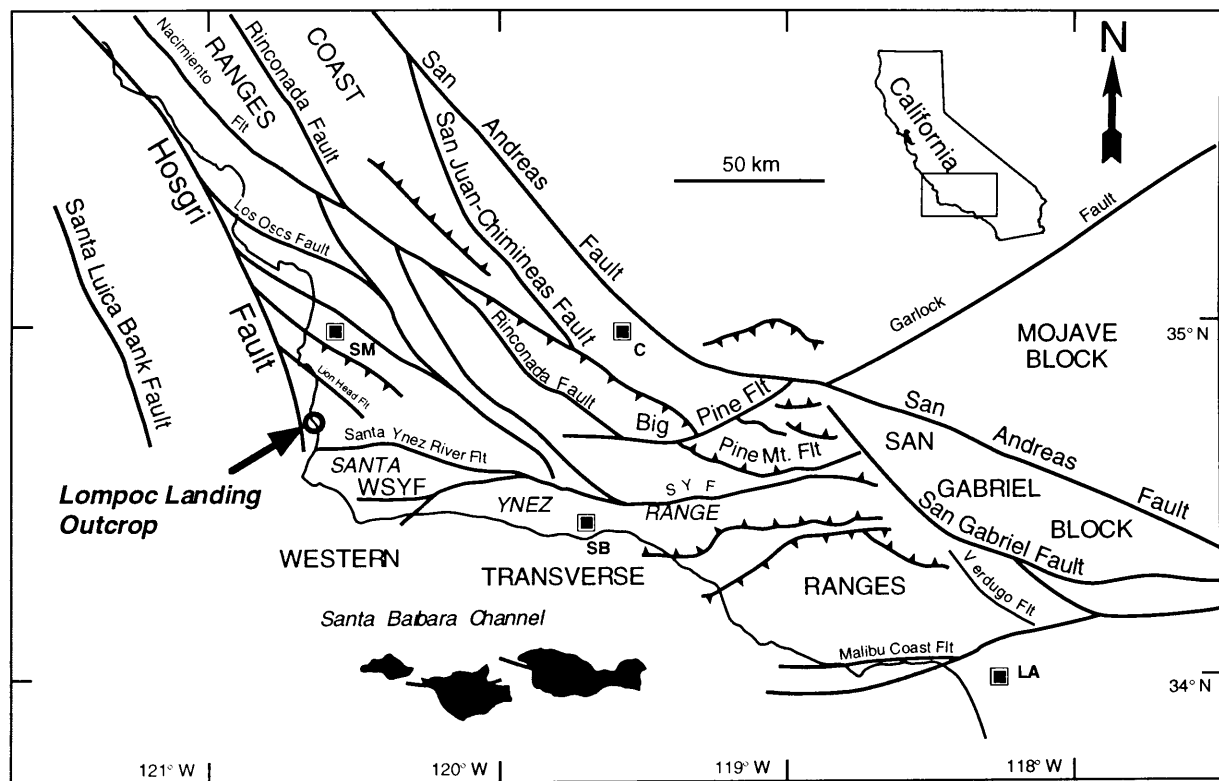 Nacimiento
Flt
RANGES
Rinconada Fault
COAST
San Andreas Fault
San Juan-Chimineas Fault
N
California
50 km
Hosgri Fault
Santa Luica Bank Fault
Los Oscs Fault
SM
Lion Head Flt
C
Rinconada Fault
Garlock Fault
35° N
MOJAVE
BLOCK
Big Pine Flt
Pine Mt. Flt
San Andreas Fault
SAN
GABRIEL
BLOCK
San Gabriel Fault
Verdugo Flt
Lompoc Landing
Outcrop
Santa Ynez River Flt
SANTA
WSYF
YNEZ
SYF
RANGE
SB
WESTERN
TRANSVERSE
RANGES
Santa Barbara Channel
Malibu Coast Flt
LA
34° N
121° W
120° W
119° W
118° W